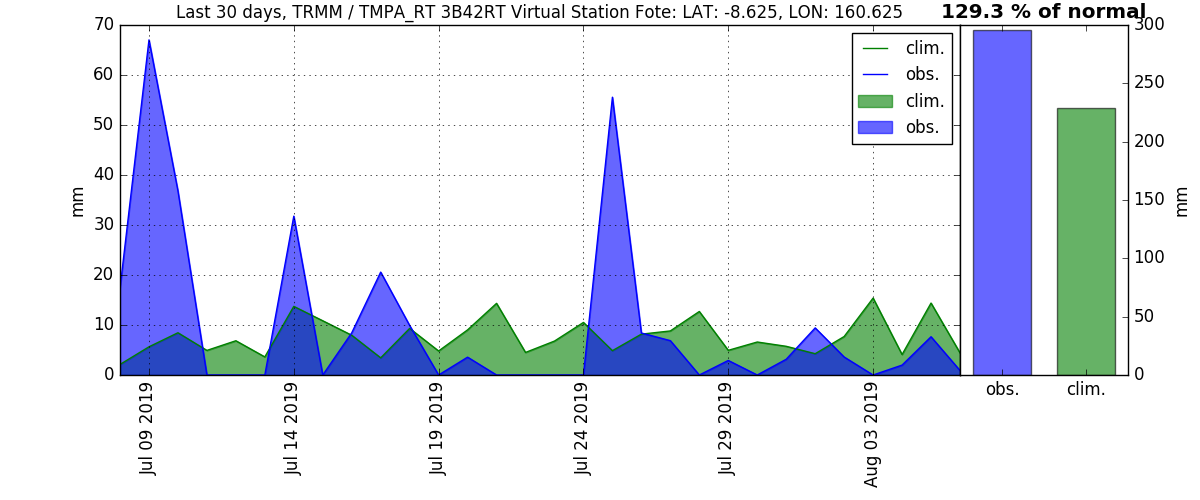 Last 30 days, TRMM / TMPA_RT 3B42RT Virtual Station Fote: LAT: -8.625, LON: 160.625
129.3 % of normal
70
60
50
40
30
20
10
0
mm
clim.
obs.
clim.
obs.
Jul 09 2019
Jul 14 2019
Jul 19 2019
Jul 24 2019
Jul 29 2019
Aug 03 2019
300
250
200
150
100
50
0
mm
obs.
clim.